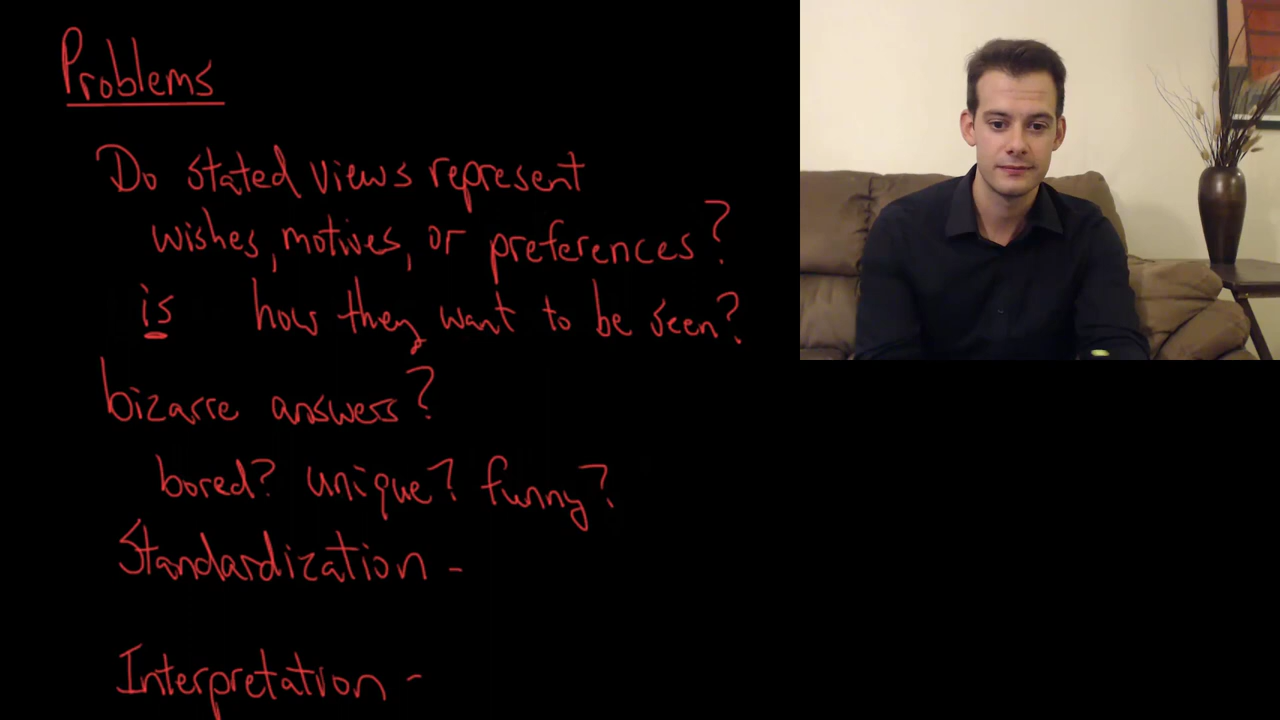 Problems
Do stated views represent
wishes, motives, or preferences?
is how they want to be seen?
bizarre answers?
bored? unique? funny?
Standardization -
Interpretation -